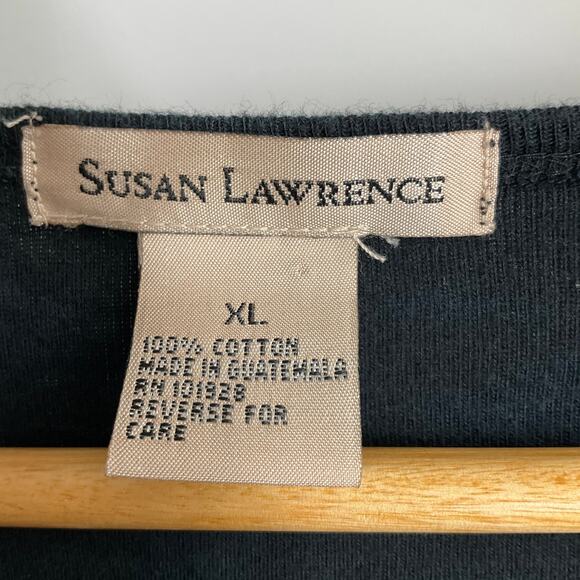 SUSAN LAWRENCE
XL
100% COTTON
MADE IN GUATEMALA
RN 101928
REVERSE FOR
CARE